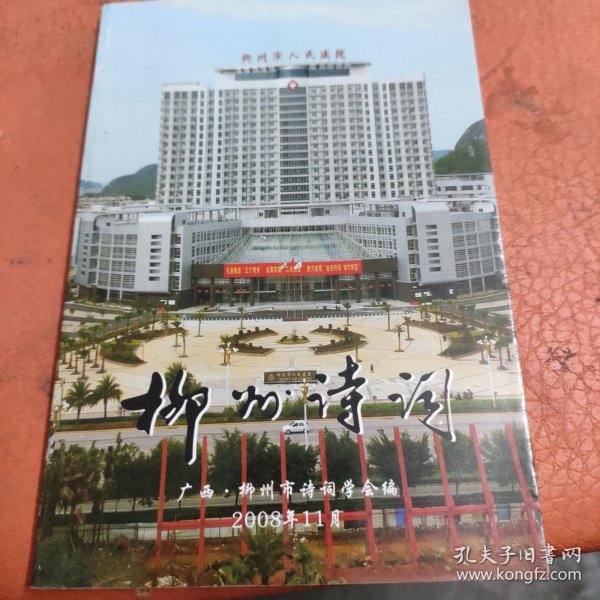 柳州市人民医院
柳州诗词
广西·柳州市诗词学会编
2008年11月
孔夫子旧书网
www.kongfz.com